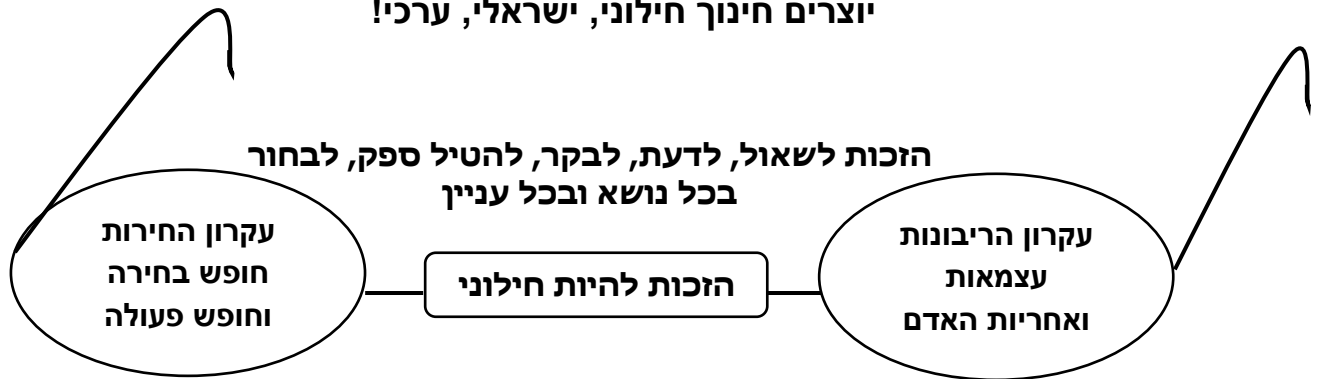 יוצרים חינוך חילוני, ישראלי, ערכי!
הזכות לשאול, לדעת, לבקר, להטיל ספק, לבחור
בכל נושא ובכל עניין
עקרון הריבונות
עצמאות
ואחריות האדם
הזכות להיות חילוני
עקרון החירות
חופש בחירה
וחופש פעולה